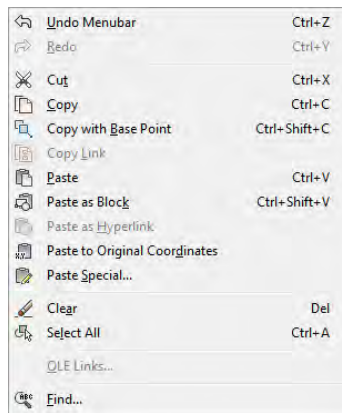 Undo Menubar Ctrl+Z
Redo Ctrl+Y
Cut Ctrl+X
Copy Ctrl+C
Copy with Base Point Ctrl+Shift+C
Copy Link
Paste Ctrl+V
Paste as Block Ctrl+Shift+V
Paste as Hyperlink
Paste to Original Coordinates
Paste Special...
Clear Del
Select All Ctrl+A
OLE Links...
Find...